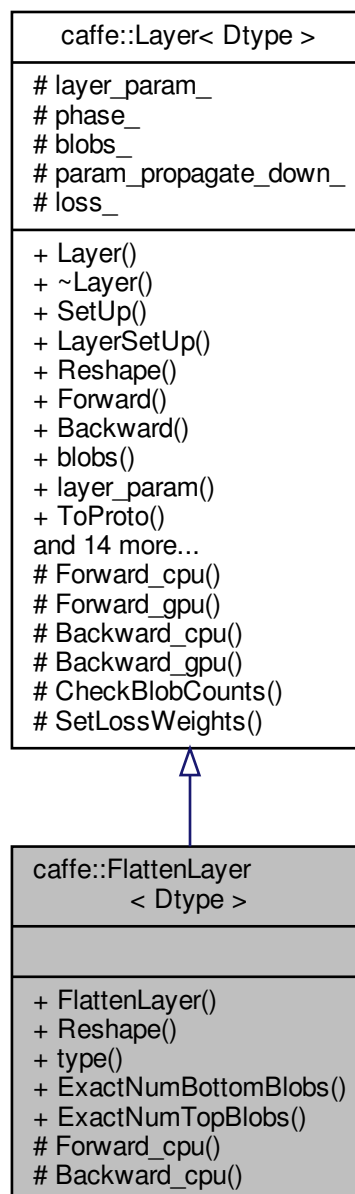 caffe::Layer< Dtype >
# layer_param_
# phase_
# blobs_
# param_propagate_down_
# loss_
+ Layer()
+ ~Layer()
+ SetUp()
+ LayerSetUp()
+ Reshape()
+ Forward()
+ Backward()
+ blobs()
+ layer_param()
+ ToProto()
and 14 more...
# Forward_cpu()
# Forward_gpu()
# Backward_cpu()
# Backward_gpu()
# CheckBlobCounts()
# SetLossWeights()
caffe::FlattenLayer
< Dtype >
+ FlattenLayer()
+ Reshape()
+ type()
+ ExactNumBottomBlobs()
+ ExactNumTopBlobs()
# Forward_cpu()
# Backward_cpu()